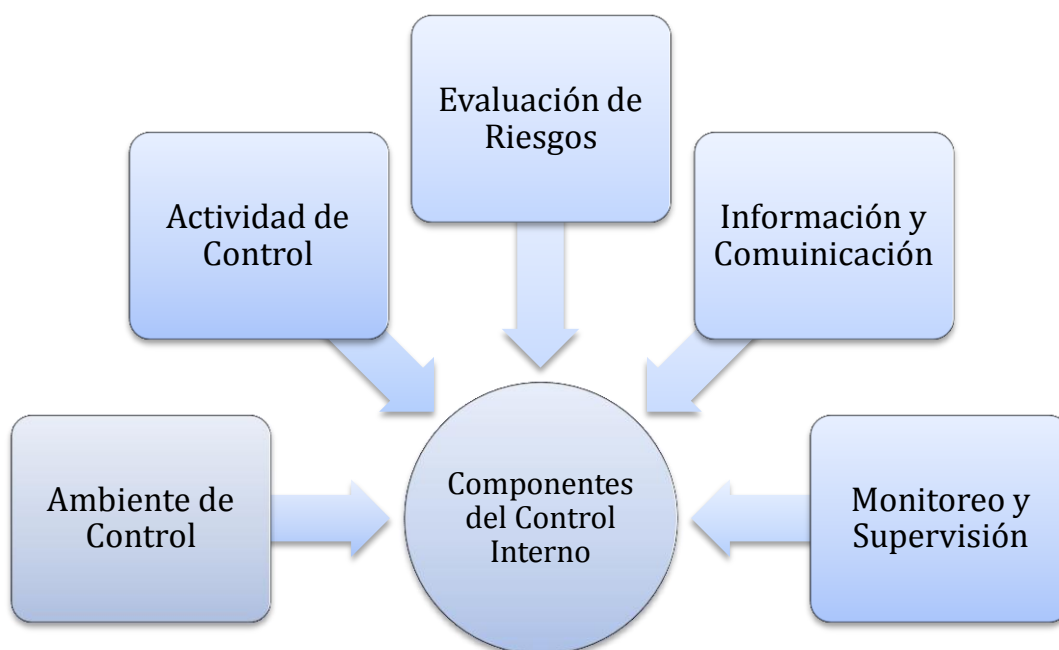 Evaluación de
Riesgos
Actividad de
Control
Información y
Comuinicación
Ambiente de
Control
Componentes
del Control
Interno
Monitoreo y
Supervisión